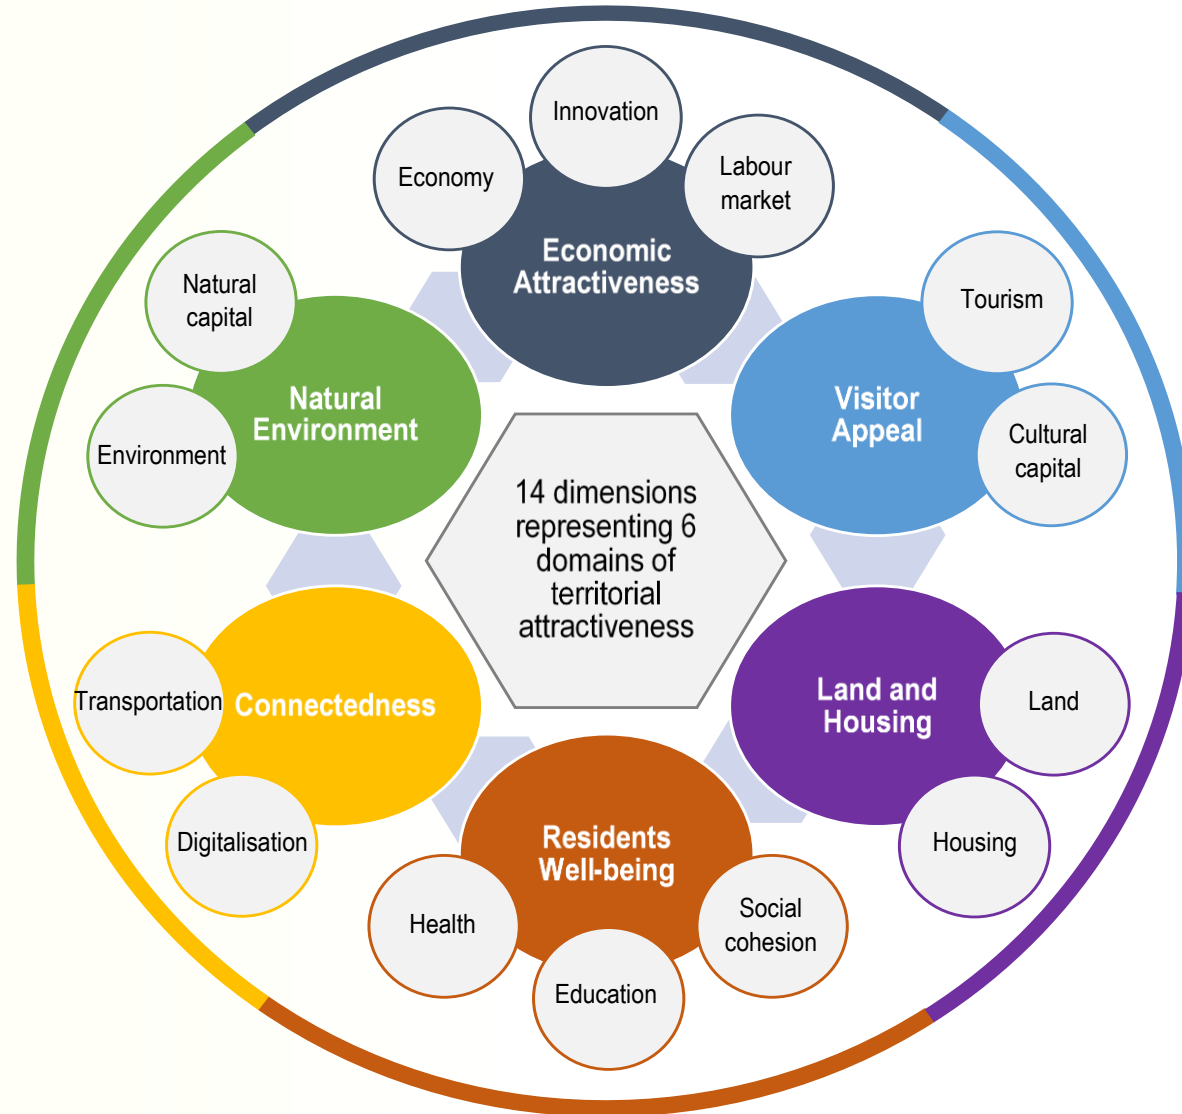 Innovation
Economy
Labour
market
Economic
Attractiveness
Tourism
Cultural
capital
Visitor
Appeal
Land
Housing
Land and
Housing
Social
cohesion
Education
Health
Residents
Well-being
Digitalisation
Transportation
Connectedness
Environment
Natural
capital
Natural
Environment
14 dimensions
representing 6
domains of
territorial
attractiveness